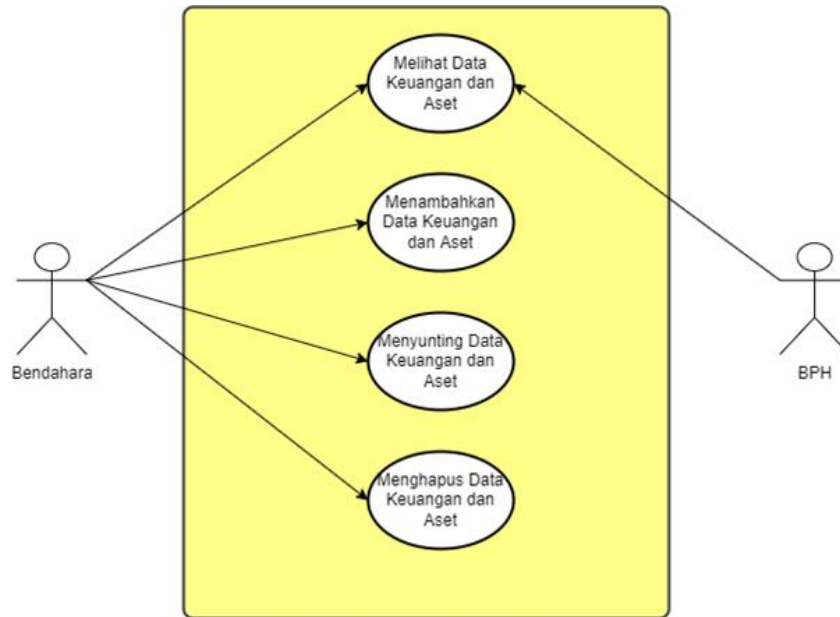 Melihat Data
Keuangan dan
Aset
Menambahkan
Data Keuangan
dan Aset
Menyunting Data
Keuangan dan
Aset
Menghapus Data
Keuangan dan
Aset
Bendahara
BPH